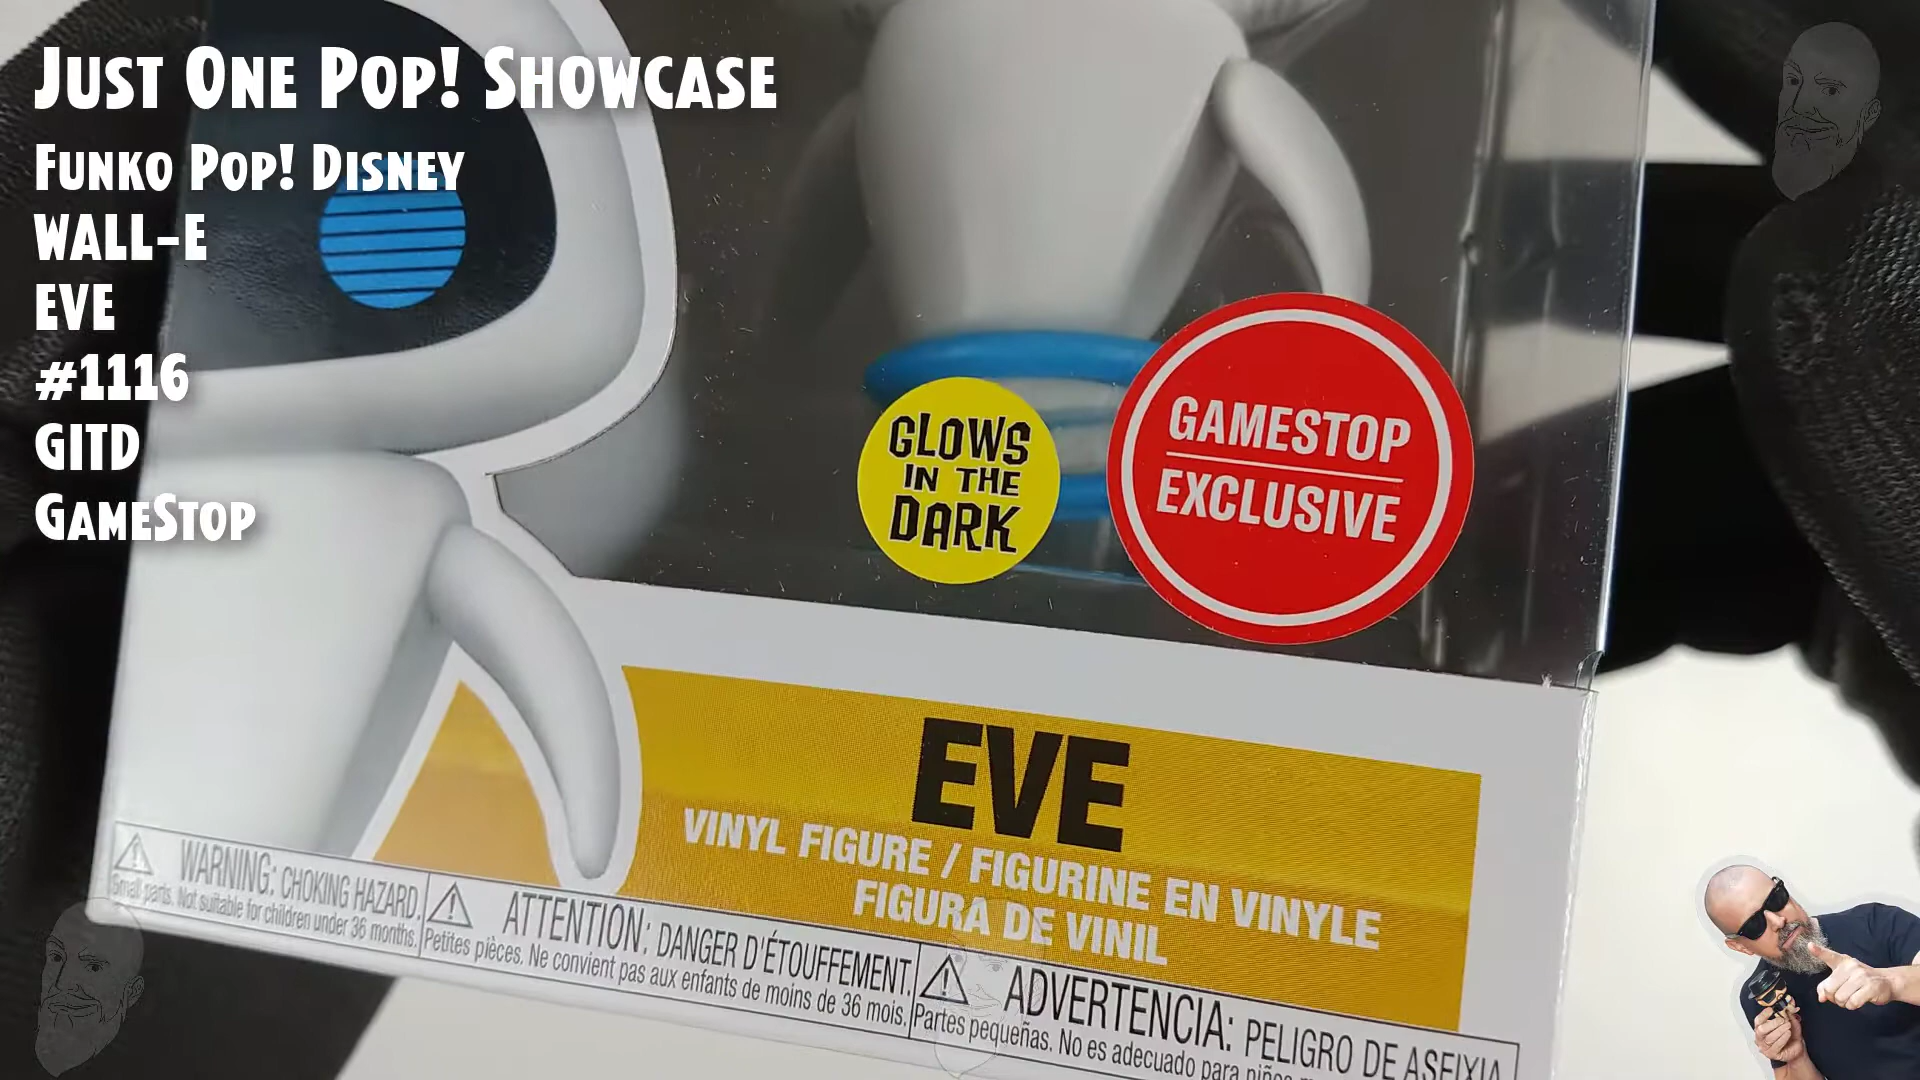 Just One Pop! Showcase
Funko Pop! Disney
WALL-E
EVE
#1116
GITD
GameStop
GLOWS
IN THE
DARK
GAMESTOP
EXCLUSIVE
EVE
VINYL FIGURE / FIGURINE EN VINYLE
FIGURA DE VINIL
WARNING: CHOKING HAZARD.
Small parts. Not suitable for children under 36 months.
ATTENTION: DANGER D'ÉTOUFFEMENT.
Petites pièces. Ne convient pas aux enfants de moins de 36 mois.
ADVERTENCIA: PELIGRO DE ASFIXIA
Partes pequeñas. No es adecuado para niños